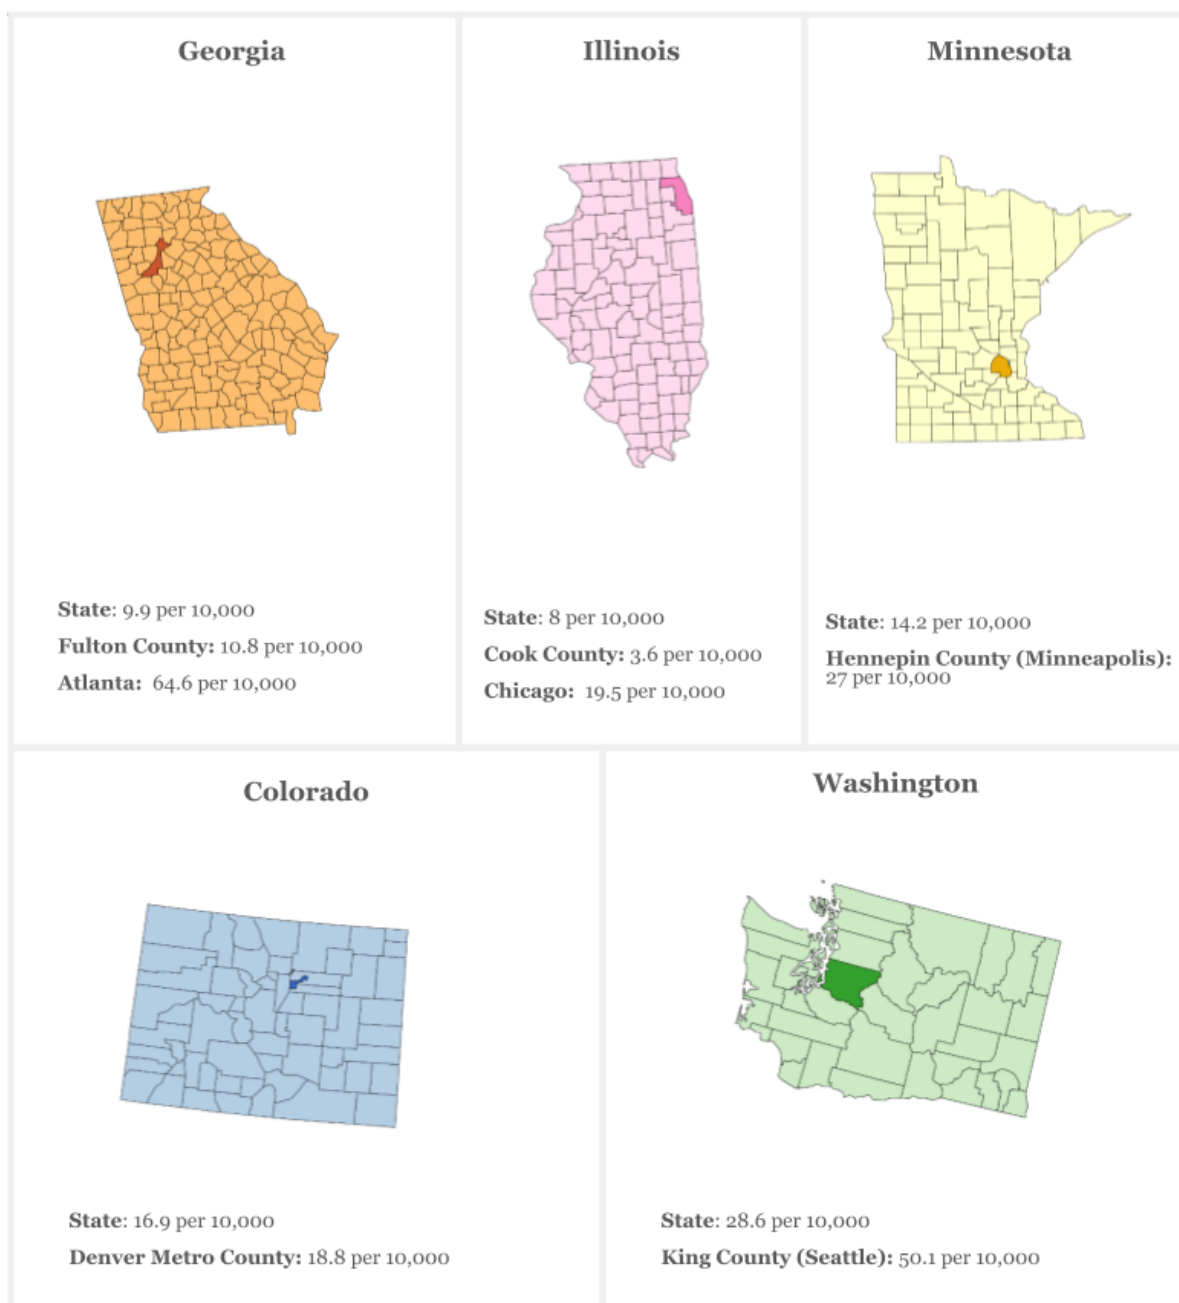 Georgia
State: 9.9 per 10,000
Fulton County: 10.8 per 10,000
Atlanta:  64.6 per 10,000
Illinois
State: 8 per 10,000
Cook County: 3.6 per 10,000
Chicago:  19.5 per 10,000
Minnesota
State: 14.2 per 10,000
Hennepin County (Minneapolis):
27 per 10,000
Colorado
State: 16.9 per 10,000
Denver Metro County: 18.8 per 10,000
Washington
State: 28.6 per 10,000
King County (Seattle): 50.1 per 10,000